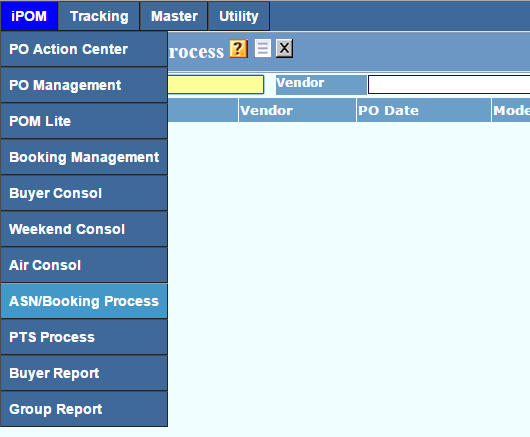 iPOM Tracking Master Utility
PO Action Center
rocess ?
PO Management
Vendor
POM Lite
Vendor PO Date Mode
Booking Management
Buyer Consol
Weekend Consol
Air Consol
ASN/Booking Process
PTS Process
Buyer Report
Group Report